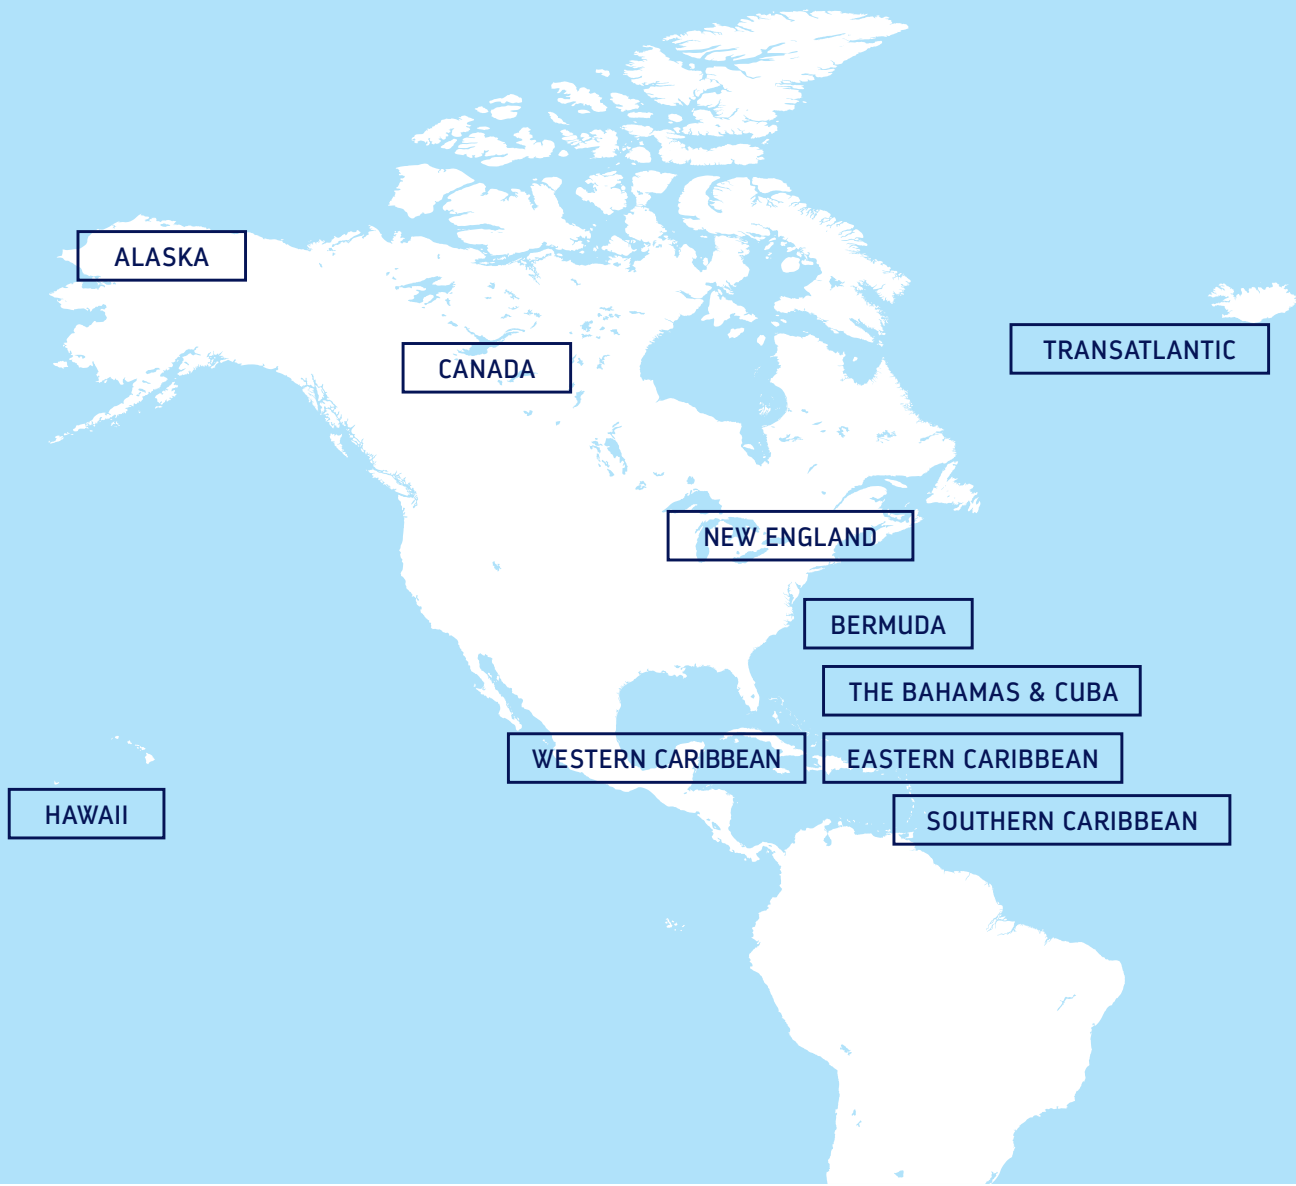 ALASKA
TRANSATLANTIC
CANADA
NEW ENGLAND
BERMUDA
THE BAHAMAS & CUBA
WESTERN CARIBBEAN
EASTERN CARIBBEAN
HAWAII
SOUTHERN CARIBBEAN